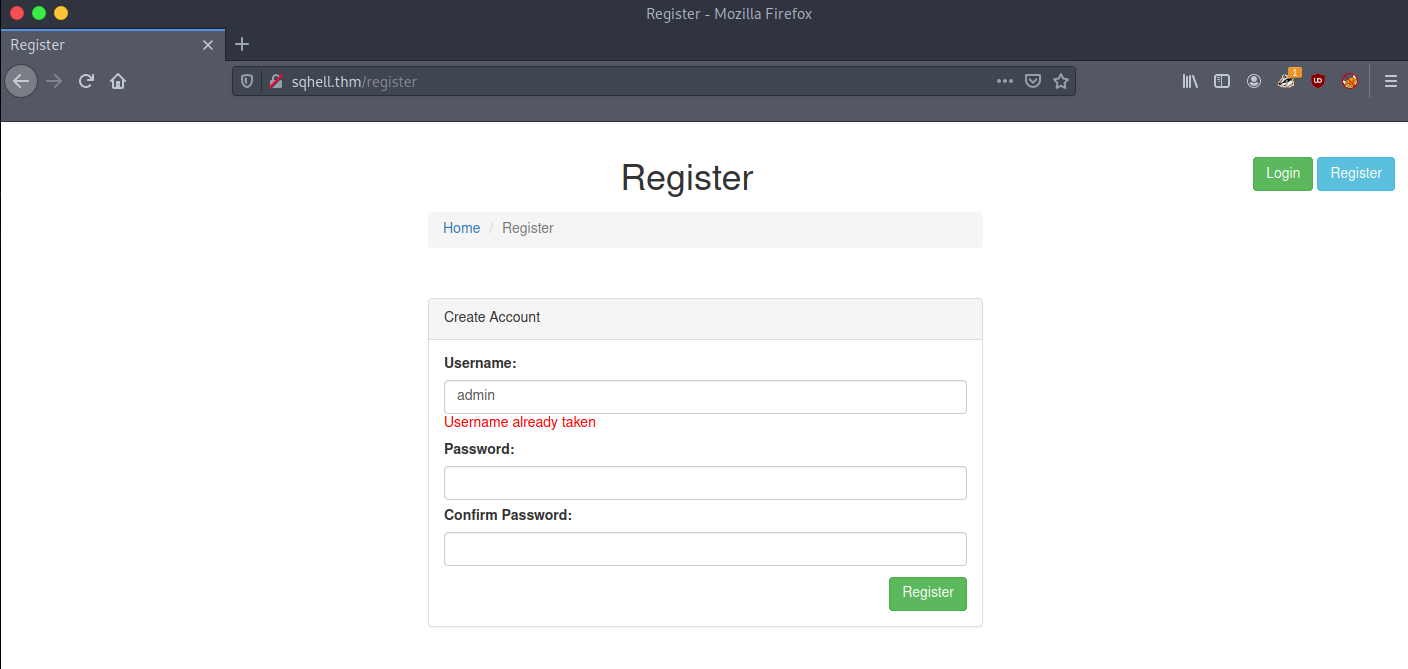 Register - Mozilla Firefox
Register
sqhell.thm/register
1
Register
Login Register
Home / Register
Create Account
Username:
admin
Username already taken
Password:
Confirm Password:
Register